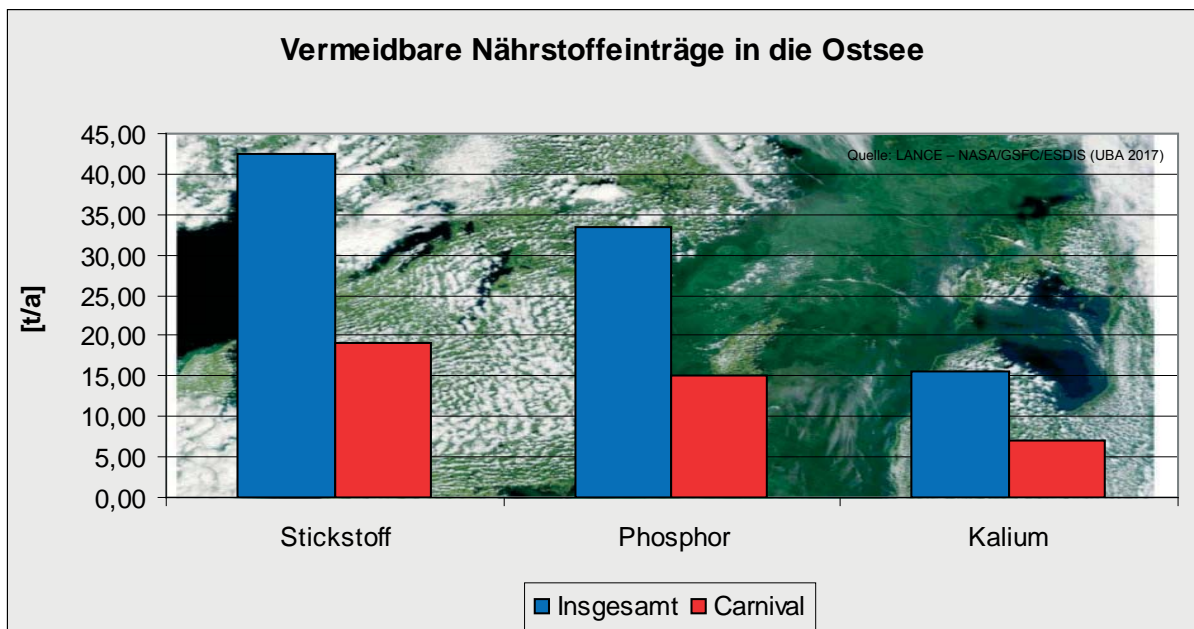 Vermeidbare Nährstoffeinträge in die Ostsee
Quelle: LANCE – NASA/GSFC/ESDIS (UBA 2017)
[t/a]
45,00
40,00
35,00
30,00
25,00
20,00
15,00
10,00
5,00
0,00
Stickstoff Phosphor Kalium
Insgesamt Carnival